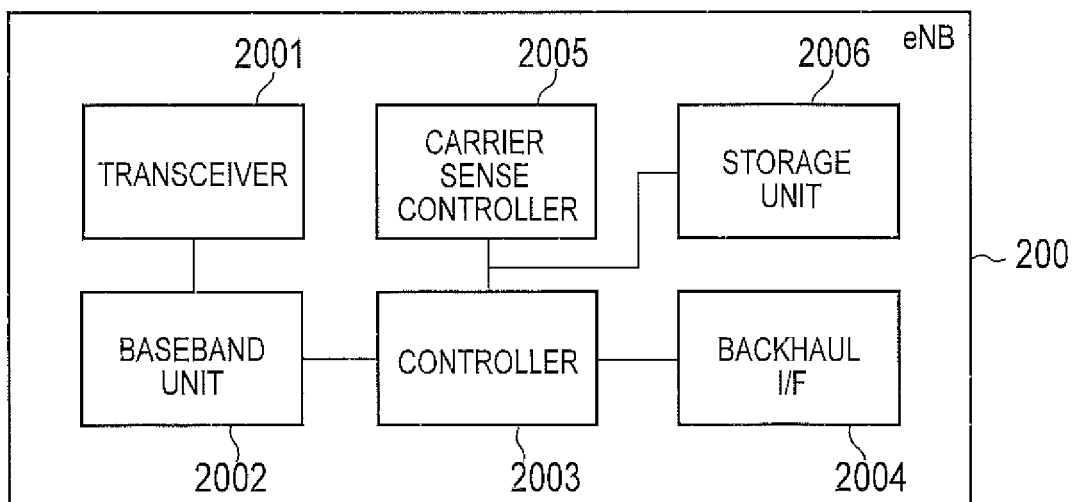 eNB
2001
2005
2006
TRANSCEIVER
CARRIER
SENSE
CONTROLLER
STORAGE
UNIT
200
BASEBAND
UNIT
CONTROLLER
BACKHAUL
I/F
2002
2003
2004